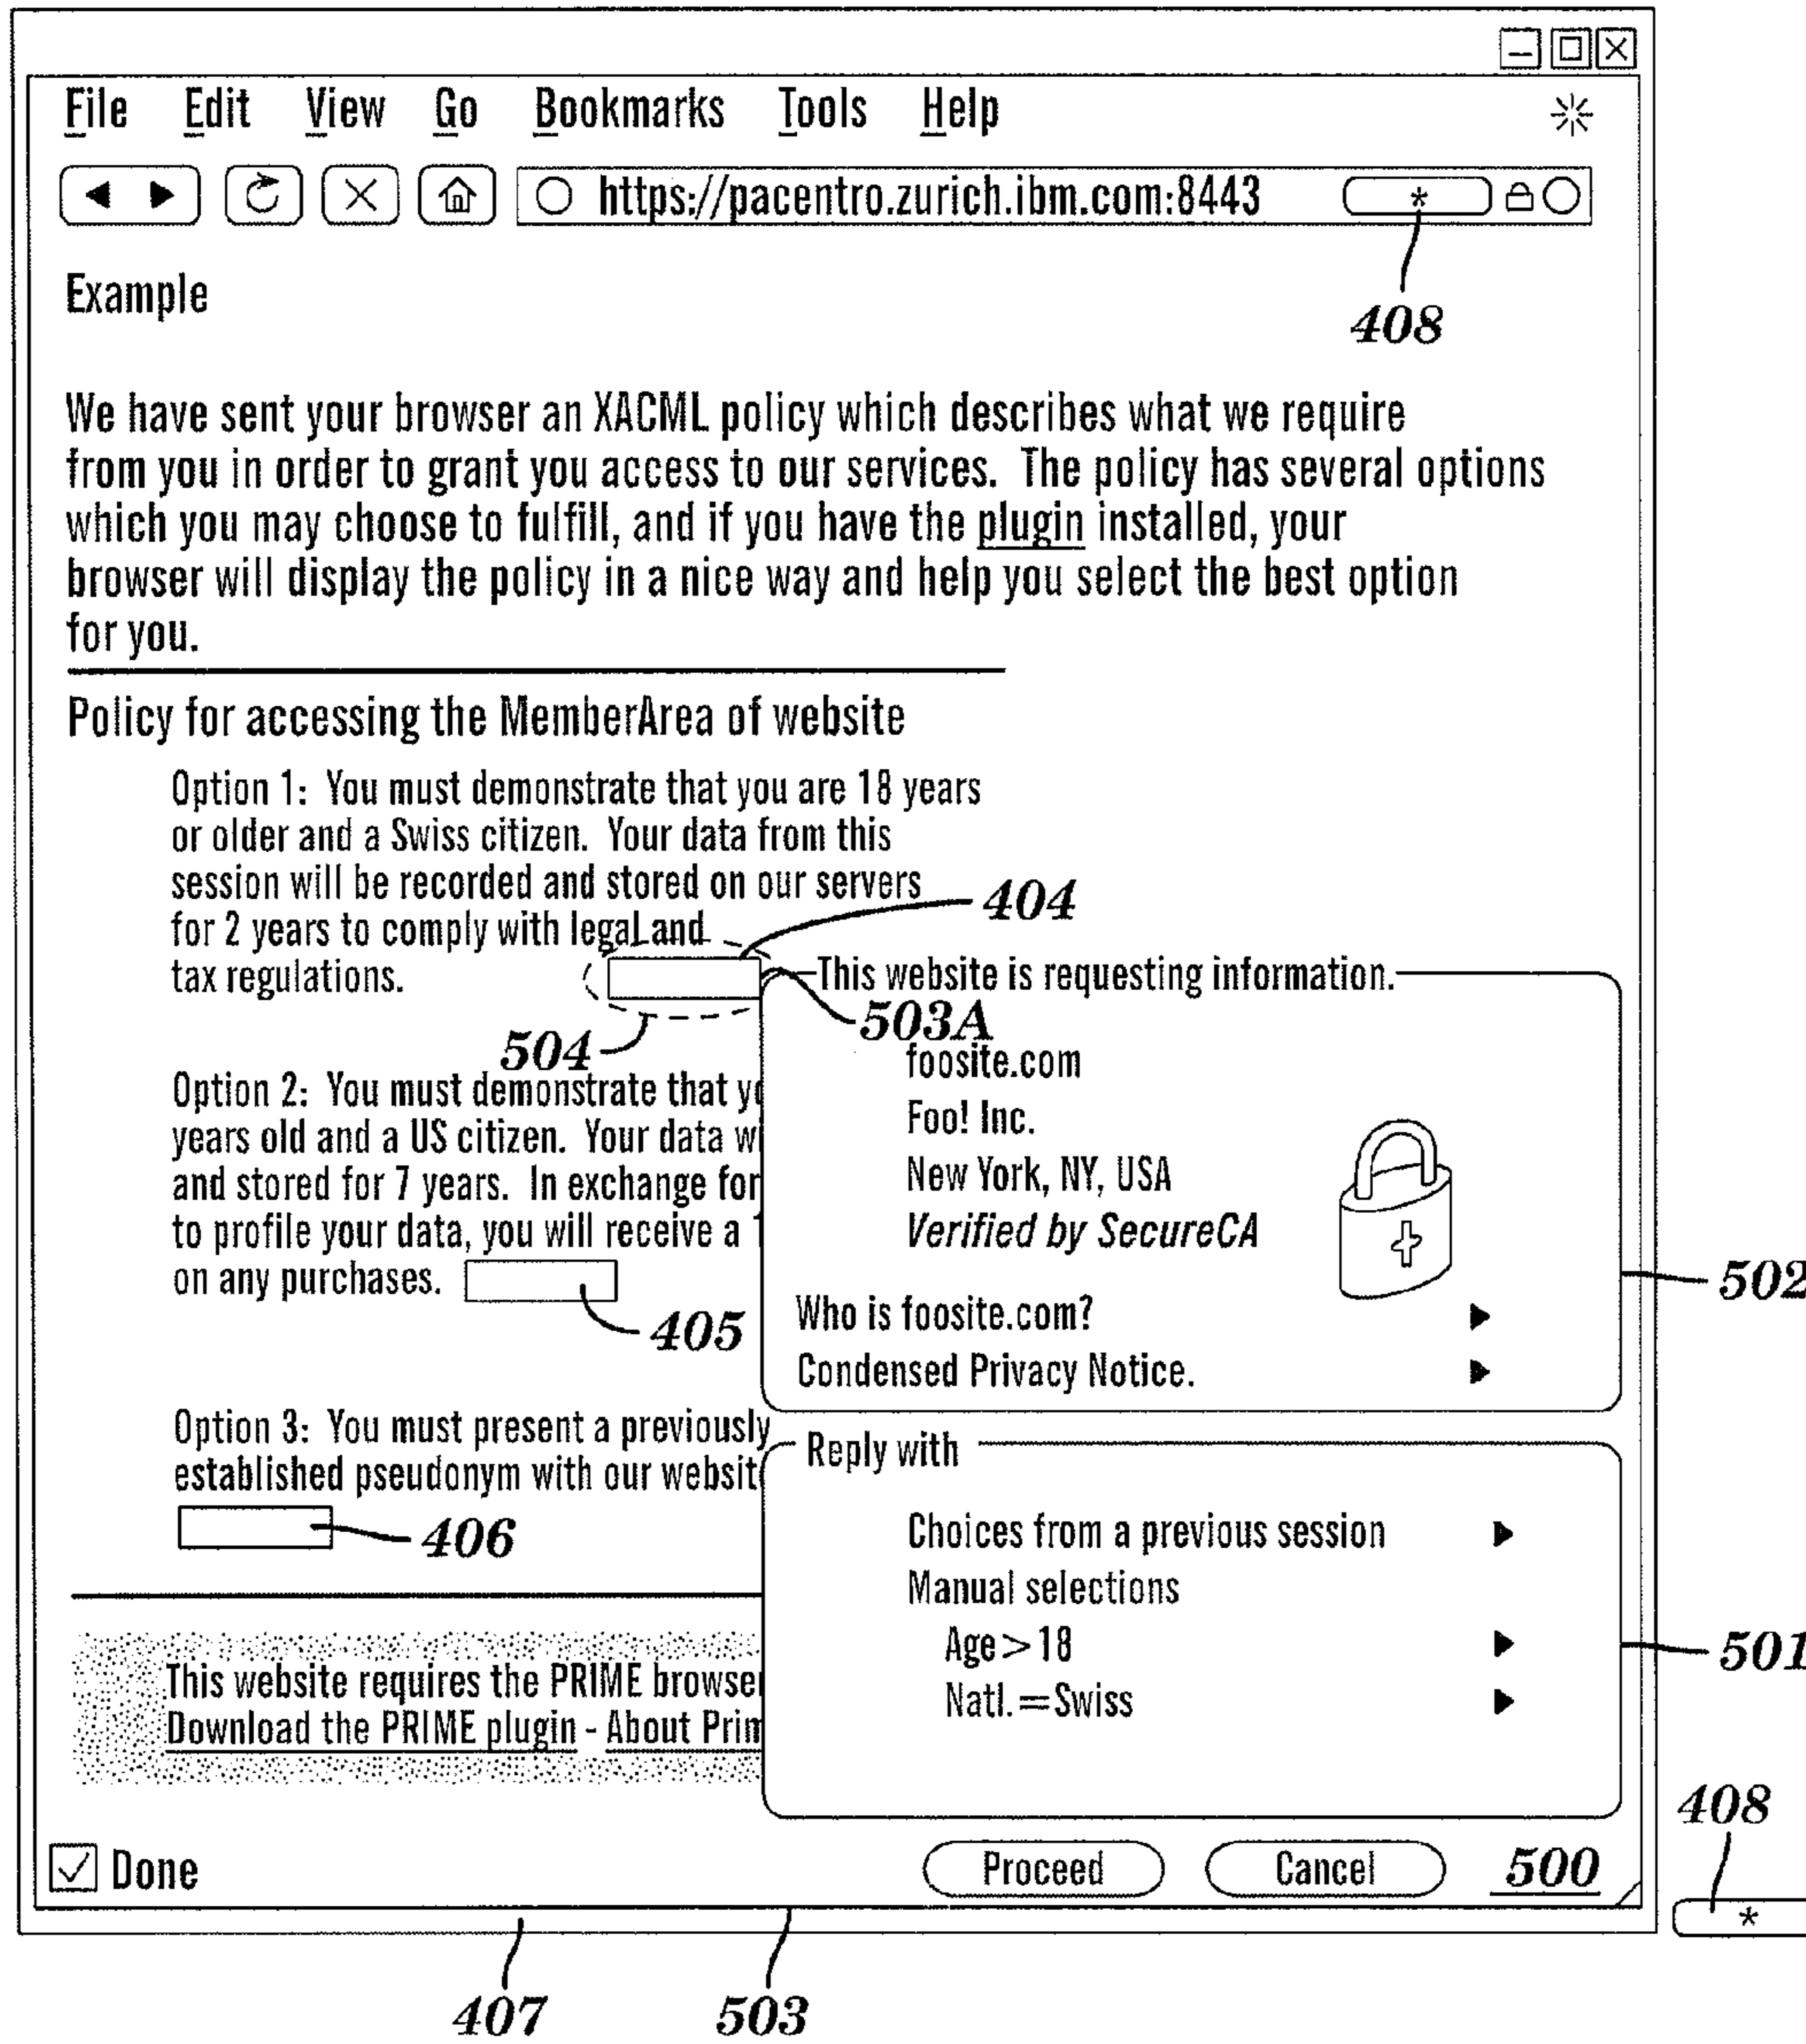 File Edit View Go Bookmarks Tools Help
https://pacentro.zurich.ibm.com:8443 *
408
Example
We have sent your browser an XACML policy which describes what we require
from you in order to grant you access to our services. The policy has several options
which you may choose to fulfill, and if you have the plugin installed, your
browser will display the policy in a nice way and help you select the best option
for you.
Policy for accessing the MemberArea of website
Option 1: You must demonstrate that you are 18 years
or older and a Swiss citizen. Your data from this
session will be recorded and stored on our servers
for 2 years to comply with legal and
tax regulations.
404
504
503A
Option 2: You must demonstrate that
years old and a US citizen. Your data
and stored for 7 years. In exchange for
to profile your data, you will receive a
on any purchases.
405
Option 3: You must present a previously
established pseudonym with our
406
This website requires the PRIME
Download the PRIME plugin - About
This website is requesting information.
foosite.com
Foo! Inc.
New York, NY, USA
Verified by SecureCA
Who is foosite.com?
Condensed Privacy Notice.
502
Reply with
Choices from a previous session
Manual selections
Age>18
Natl.=Swiss
501
Done
Proceed Cancel 500
408
*
407 503